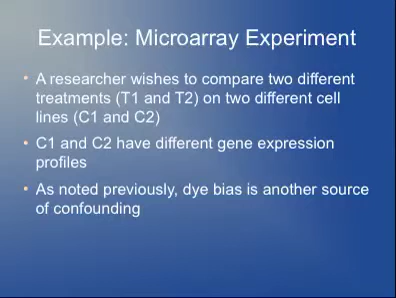 Example: Microarray Experiment
• A researcher wishes to compare two different
treatments (T1 and T2) on two different cell
lines (C1 and C2)
• C1 and C2 have different gene expression
profiles
• As noted previously, dye bias is another source
of confounding